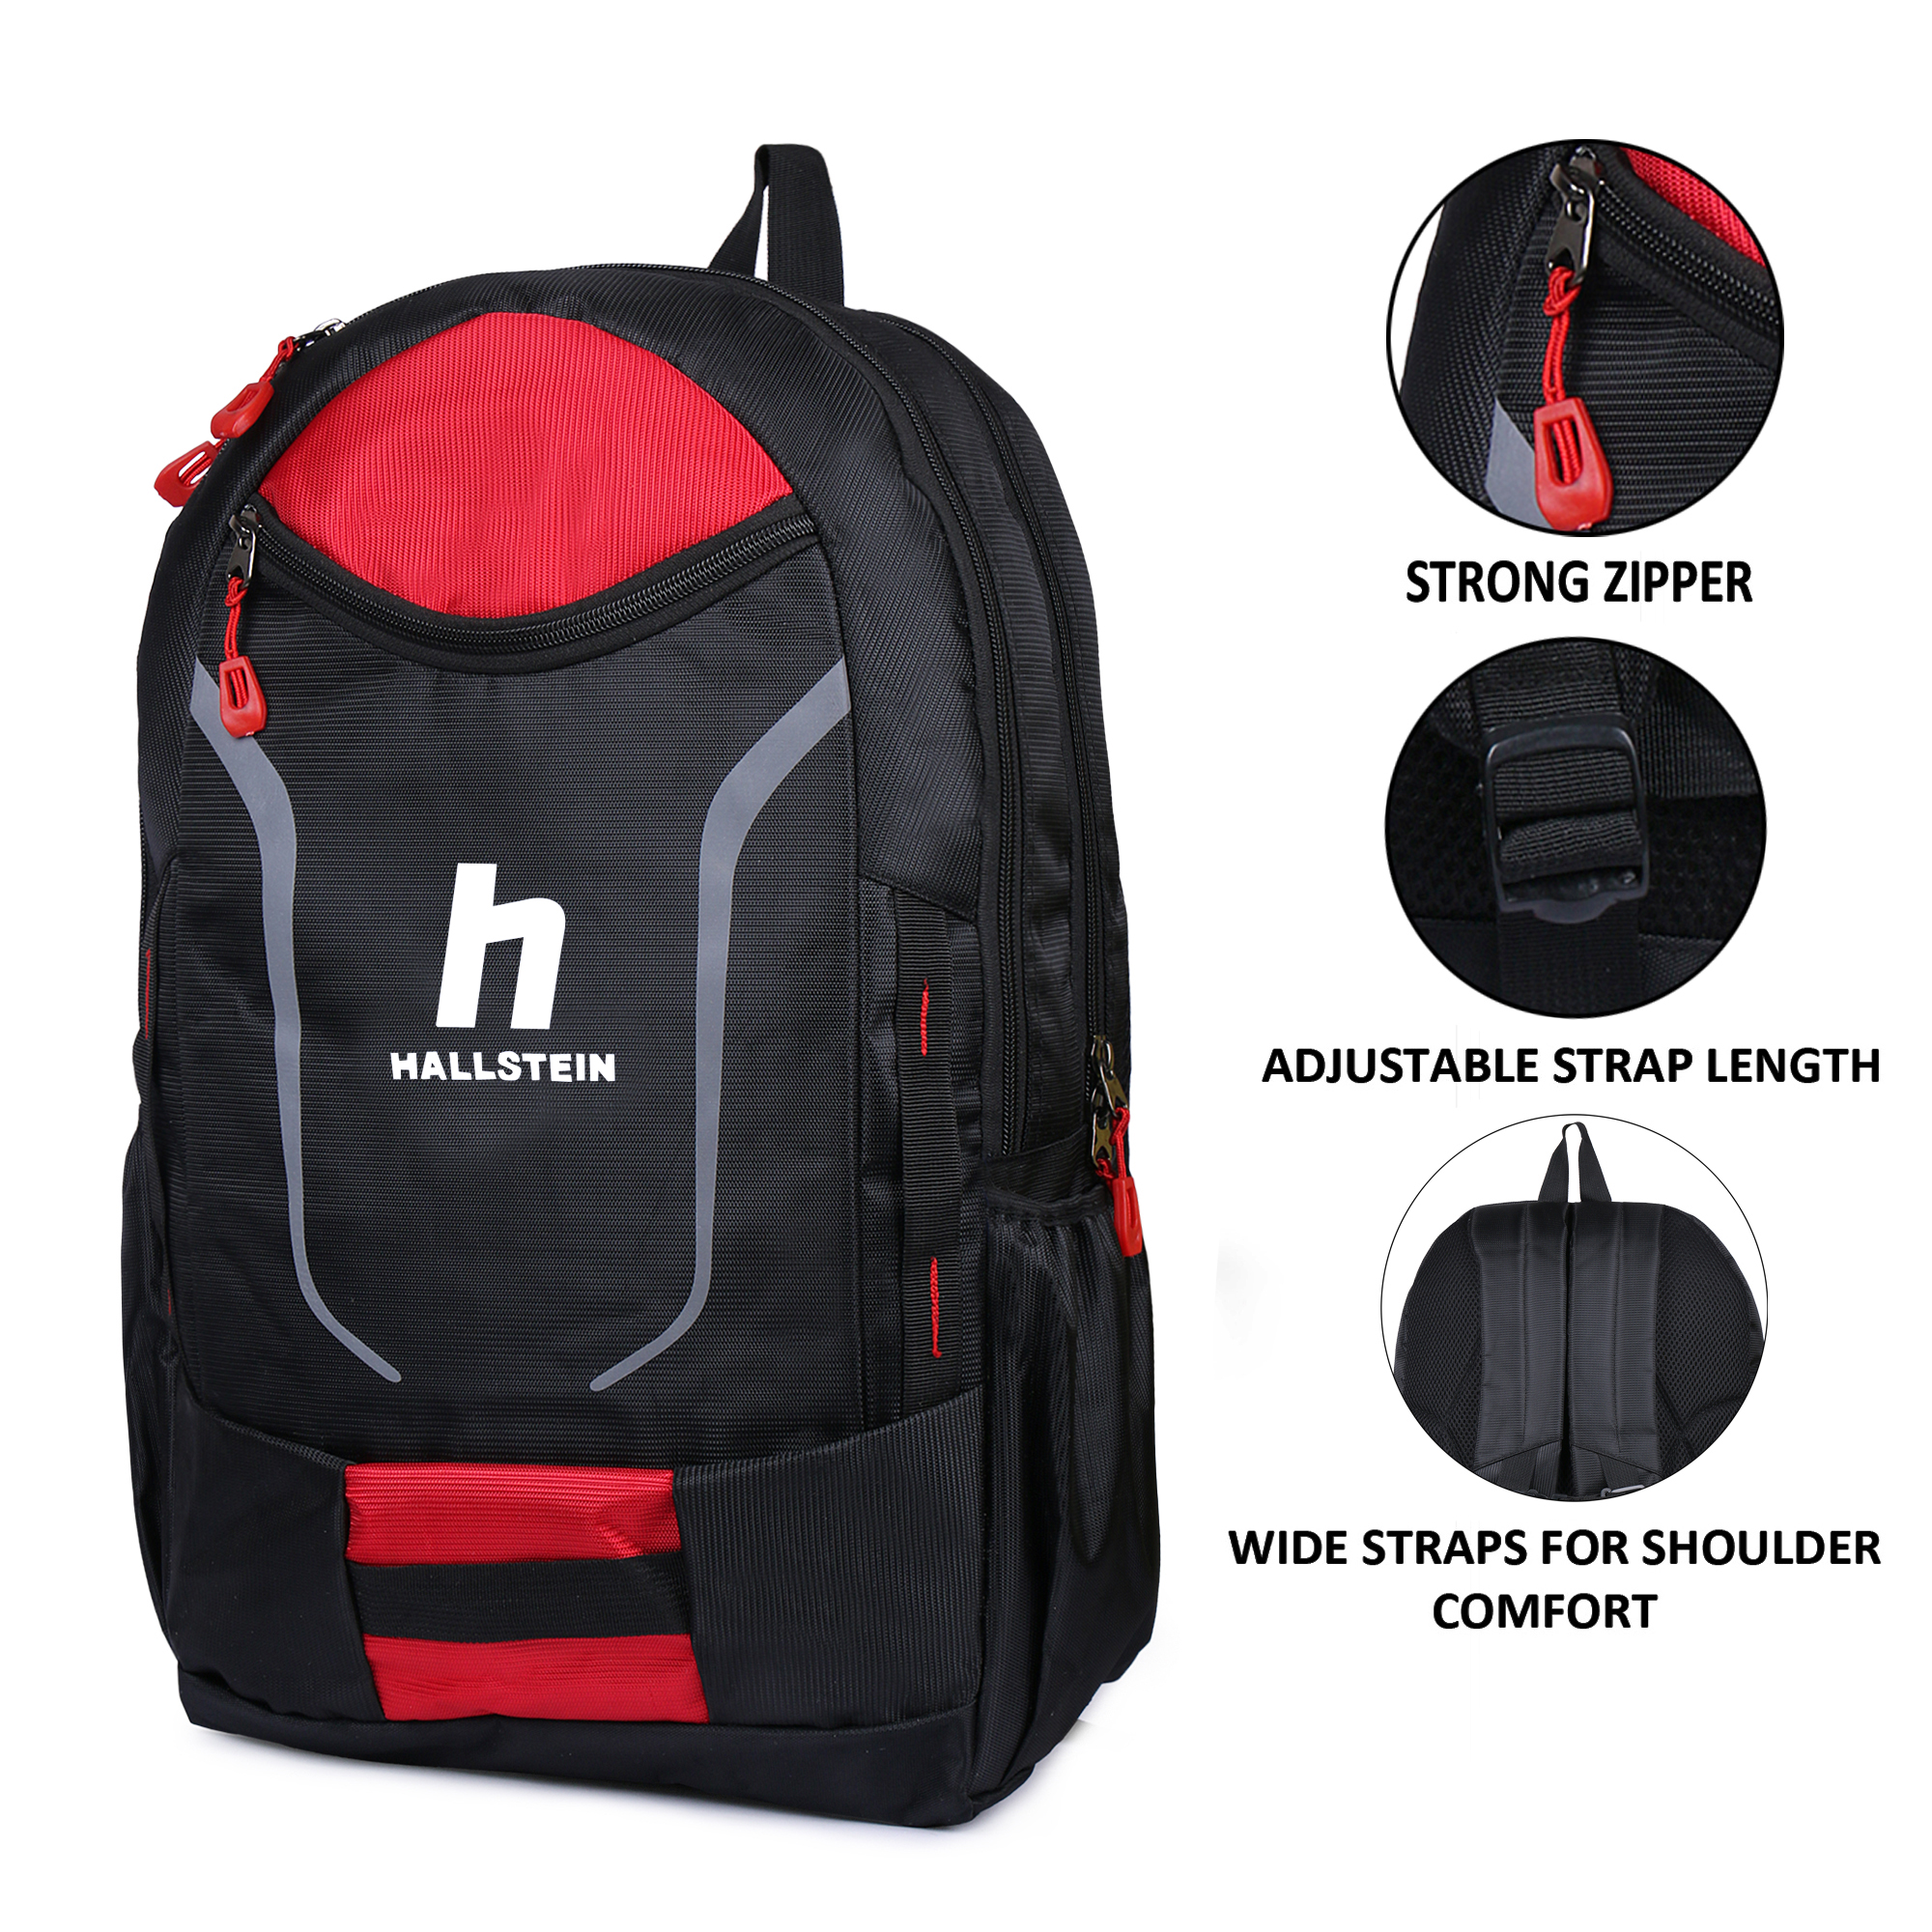 h
HALLSTEIN
STRONG ZIPPER
ADJUSTABLE STRAP LENGTH
WIDE STRAPS FOR SHOULDER
COMFORT